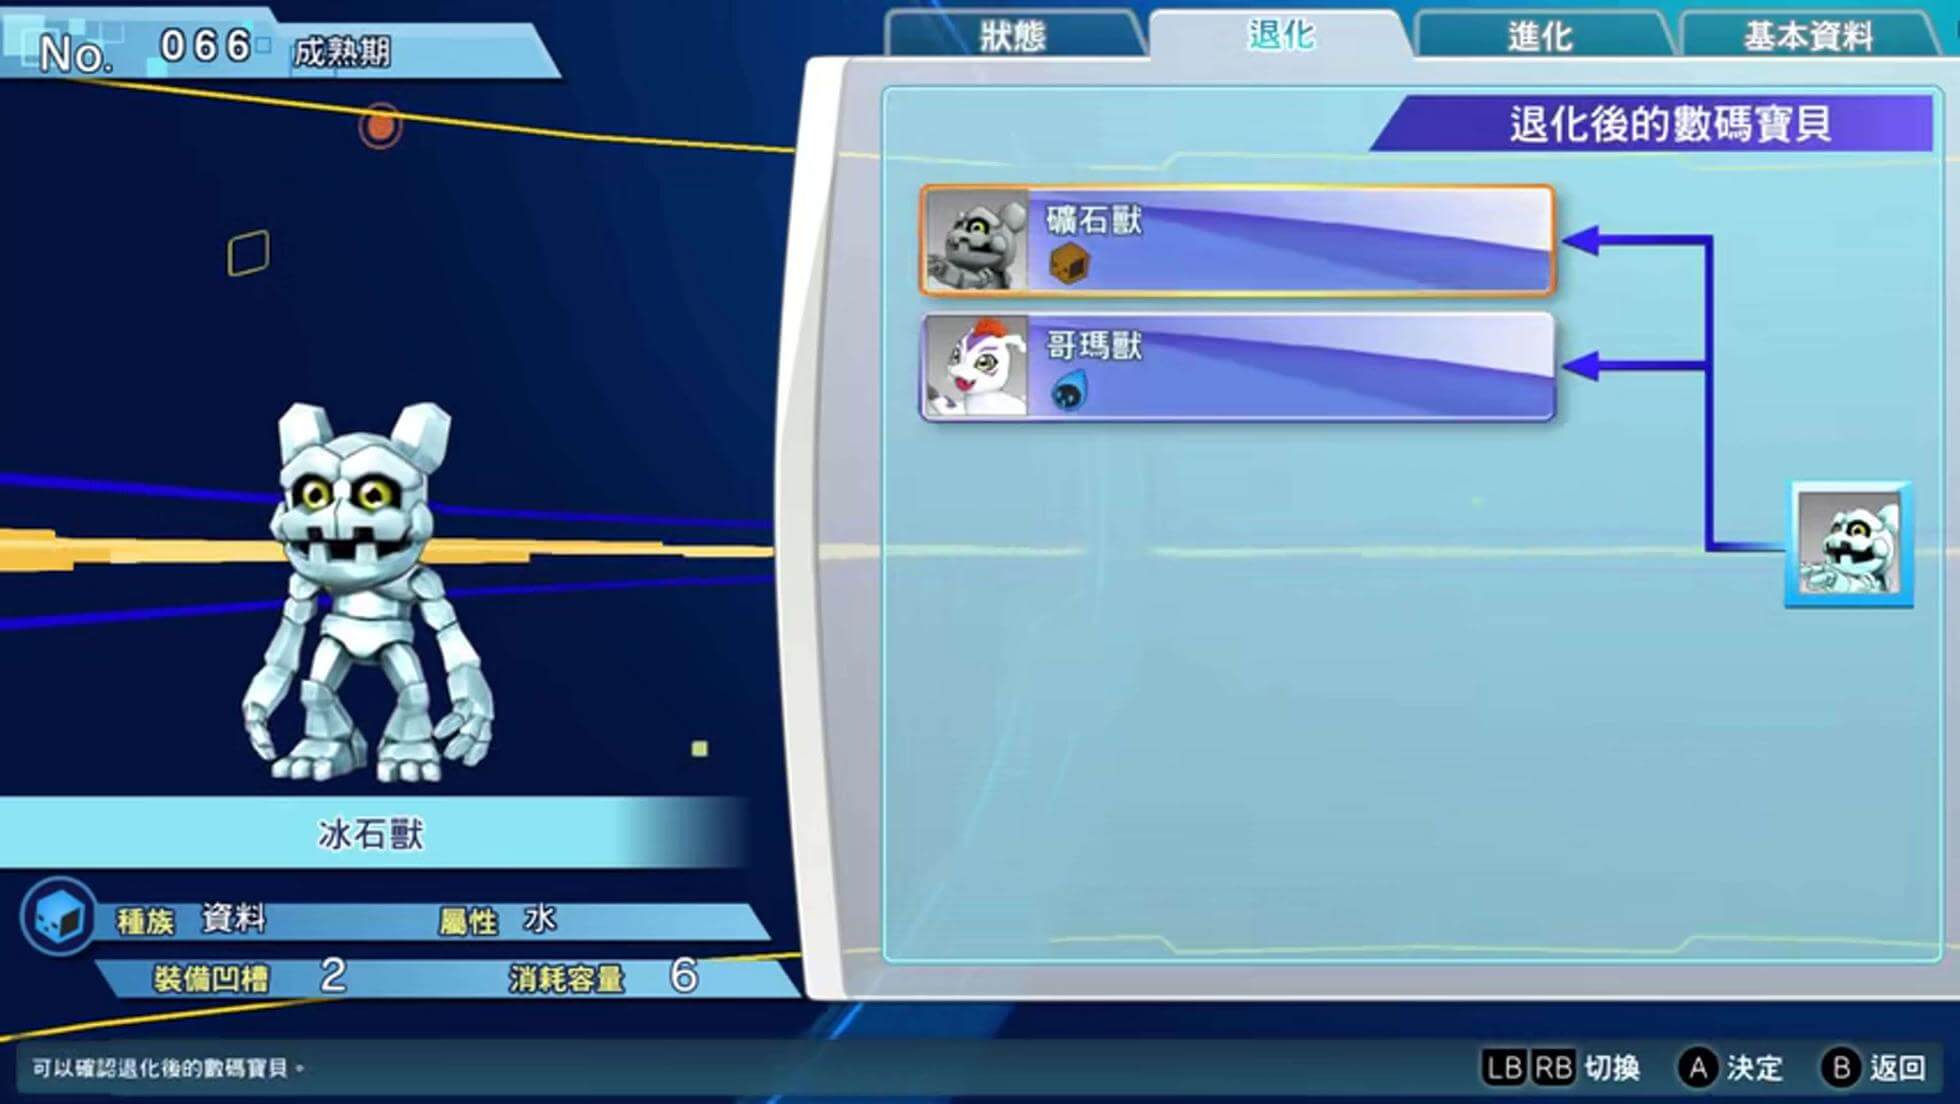 No. 066 成熟期
狀態 退化 進化 基本資料
退化後的數碼寶貝
礦石獸
哥瑪獸
冰石獸
種族 資料 屬性 水
裝備凹槽 2 消耗容量 6
可以確認退化後的數碼寶貝。
LB RB 切換 A 決定 B 返回